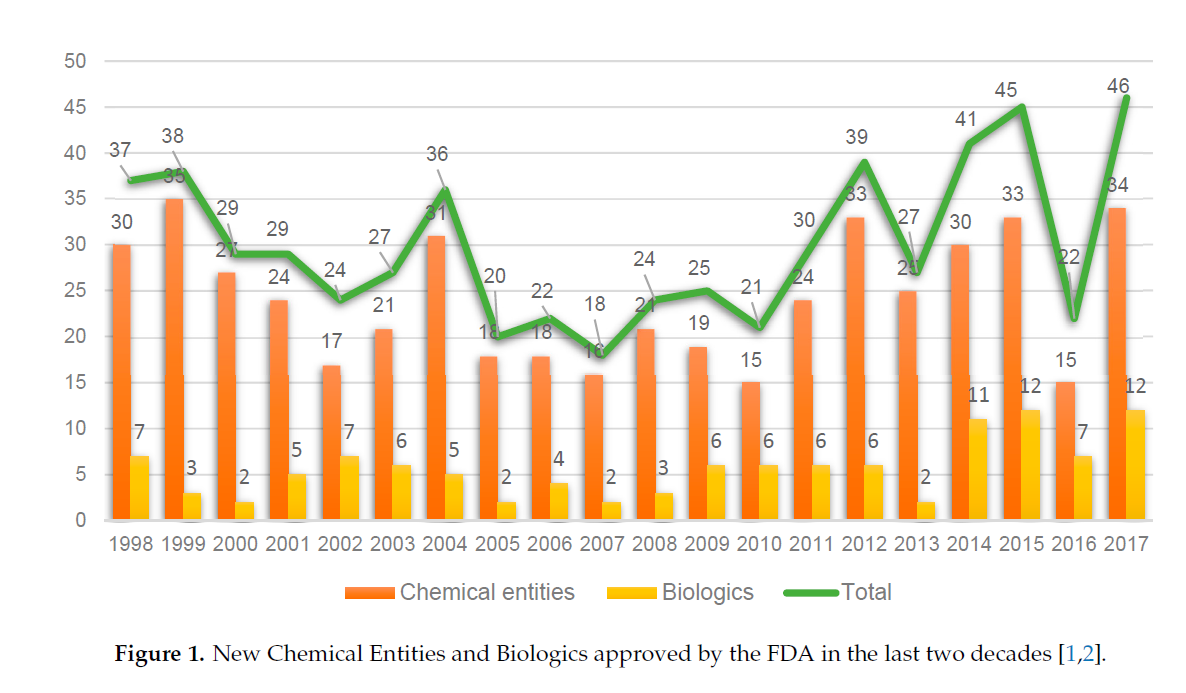 50
45
40
35
30
25
20
15
10
5
0
37 38 29 29 24 27 36 20 22 18 24 25 21 30 39 27 41 45 22 46
30 35 27 24 17 21 31 18 18 16 21 19 15 24 33 25 30 33 15 34
7 3 2 5 7 6 5 2 4 2 3 6 6 6 6 2 11 12 7 12
1998 1999 2000 2001 2002 2003 2004 2005 2006 2007 2008 2009 2010 2011 2012 2013 2014 2015 2016 2017
Chemical entities Biologics Total
Figure 1. New Chemical Entities and Biologics approved by the FDA in the last two decades [1,2].